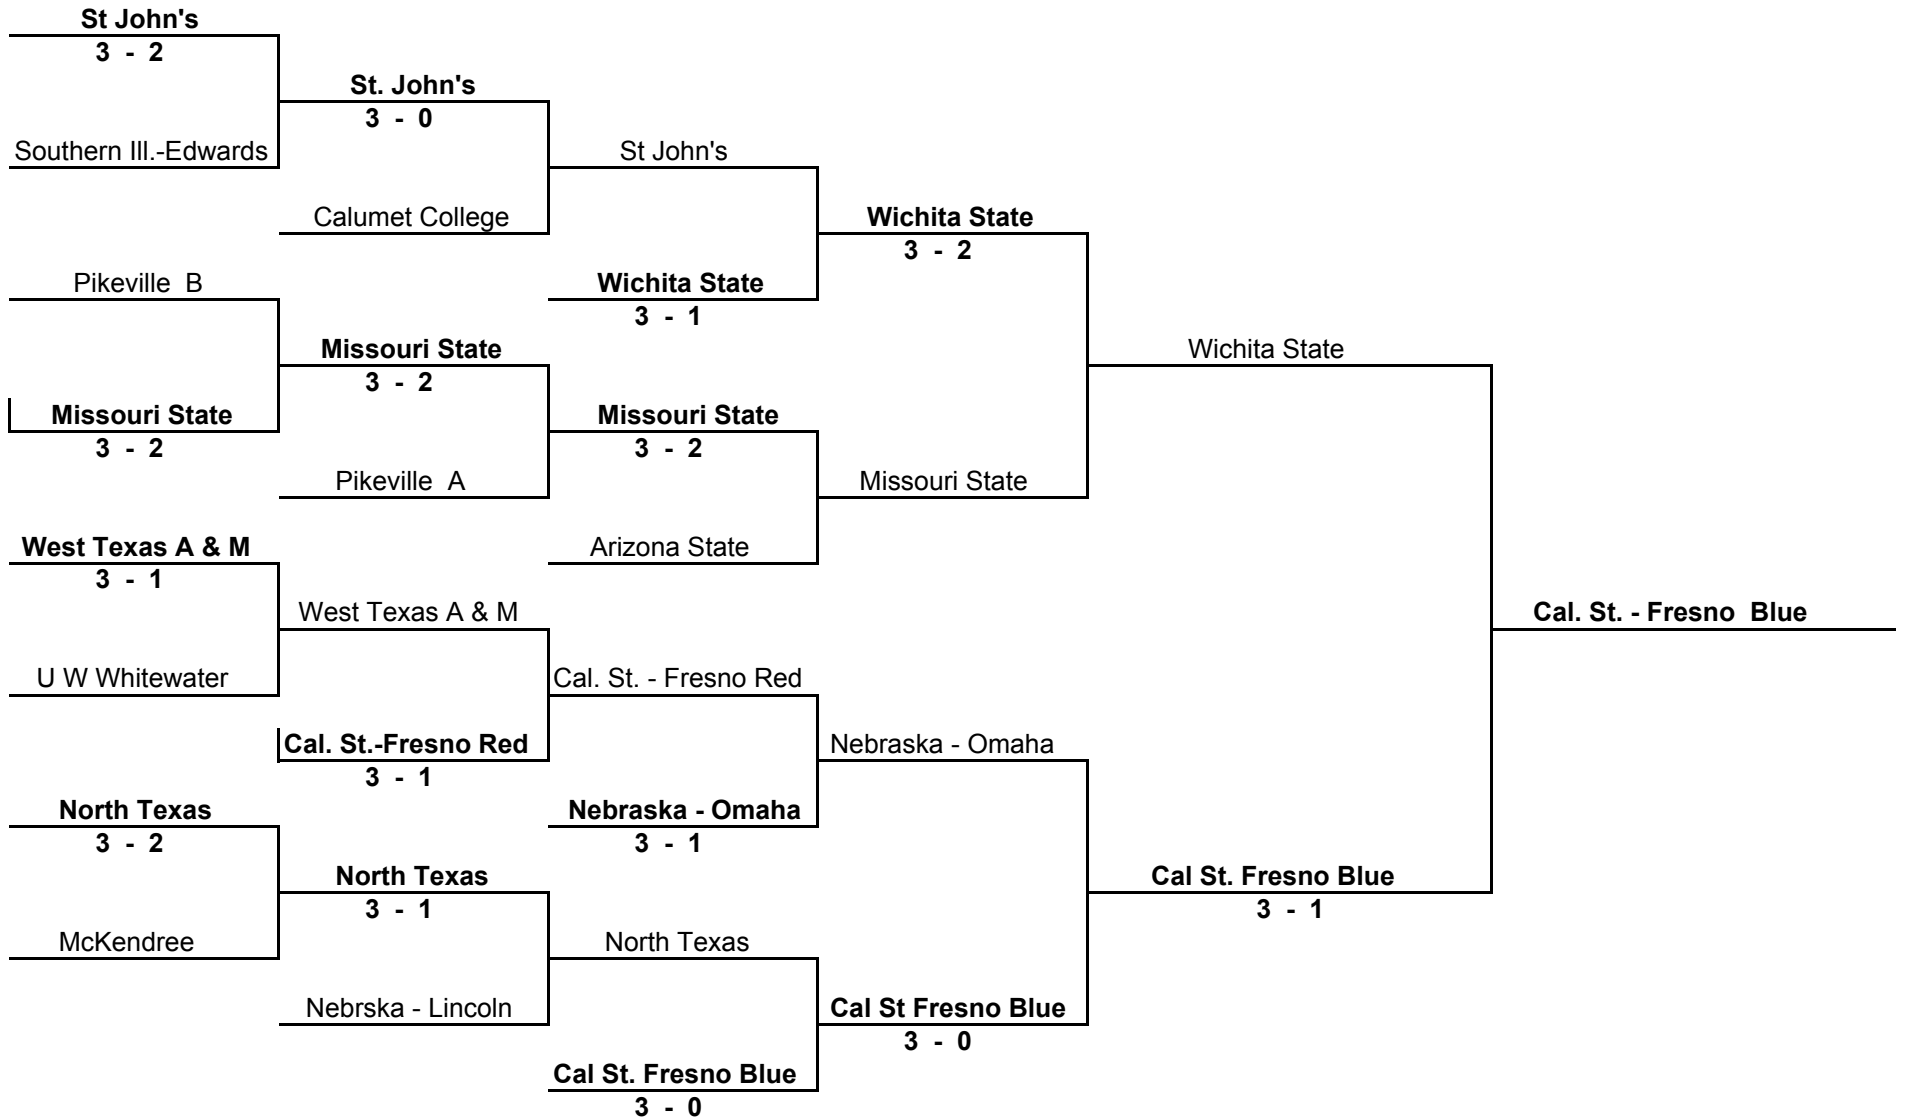 St John's
3 - 2
St. John's
3 - 0
Southern Ill.-Edwards
St John's
Calumet College
Wichita State
3 - 2
Pikeville B
Wichita State
3 - 1
Missouri State
3 - 2
Wichita State
Missouri State
3 - 2
Missouri State
3 - 2
Pikeville A
Missouri State
West Texas A & M
3 - 1
Arizona State
West Texas A & M
Cal. St. - Fresno Blue
U W Whitewater
Cal. St. - Fresno Red
Cal. St.-Fresno Red
3 - 1
Nebraska - Omaha
North Texas
3 - 2
Nebraska - Omaha
3 - 1
North Texas
3 - 1
Cal St. Fresno Blue
3 - 1
McKendree
North Texas
Nebrska - Lincoln
Cal St Fresno Blue
3 - 0
Cal St. Fresno Blue
3 - 0